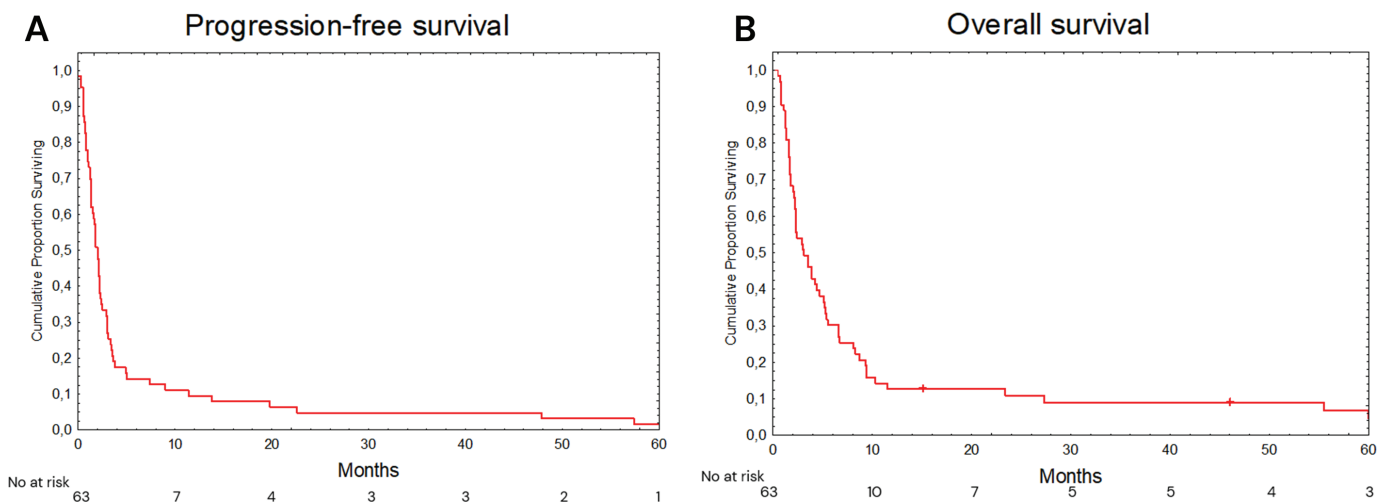 A
Progression-free survival
Cumulative Proportion Surviving
1,0
0,9
0,8
0,7
0,6
0,5
0,4
0,3
0,2
0,1
0,0
0 10 20 30 40 50 60
Months
No at risk
63 7 4 3 3 2 1
B
Overall survival
Cumulative Proportion Surviving
1,0
0,9
0,8
0,7
0,6
0,5
0,4
0,3
0,2
0,1
0,0
0 10 20 30 40 50 60
Months
No at risk
63 10 7 5 5 4 3